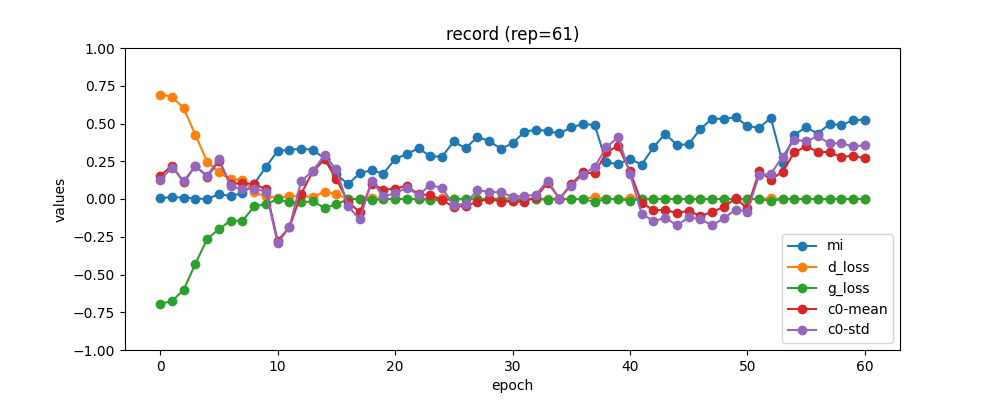 record (rep=61)
1.00
0.75
0.50
0.25
0.00
−0.25
−0.50
−0.75
−1.00
values
0 10 20 30 40 50 60
epoch
mi
d_loss
g_loss
c0-mean
c0-std